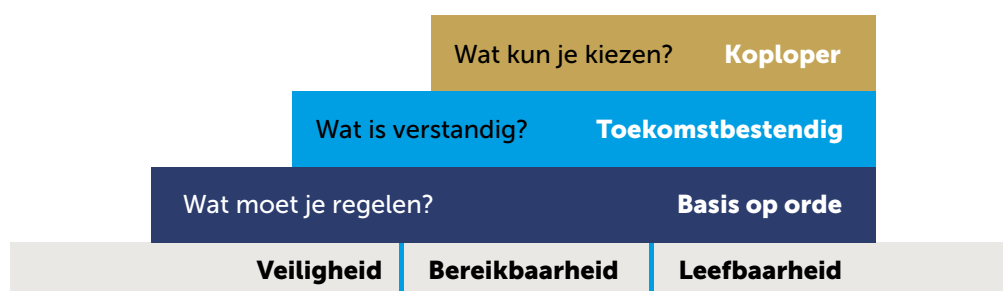 Wat kun je kiezen? Koploper
Wat is verstandig? Toekomstbestendig
Wat moet je regelen? Basis op orde
Veiligheid Bereikbaarheid Leefbaarheid